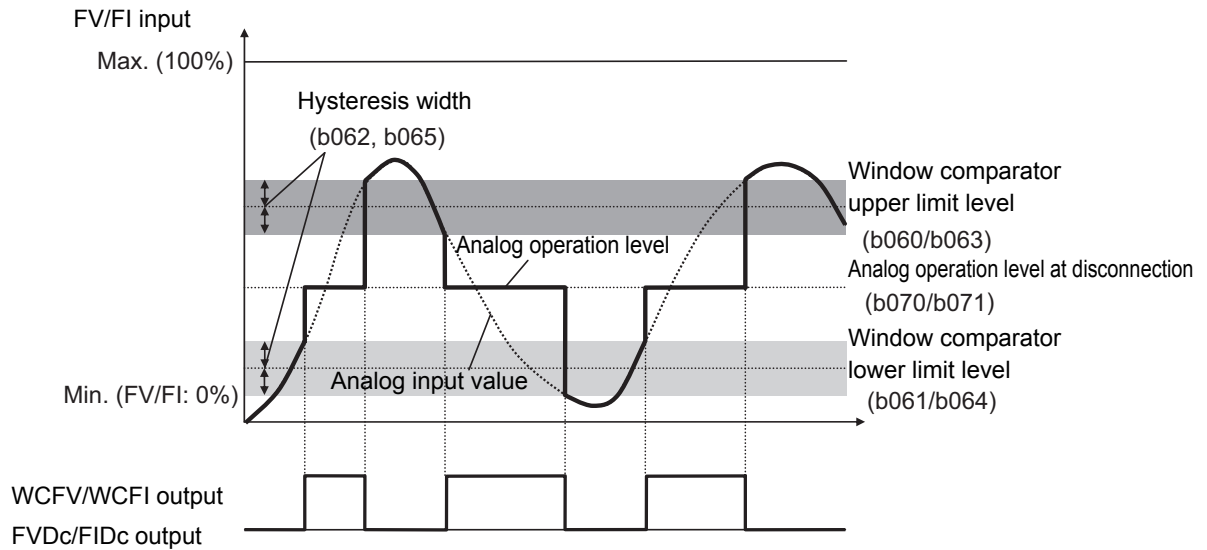 FV/FI input
Max. (100%)
Hysteresis width
(b062, b065)
Window comparator
upper limit level
(b060/b063)
Analog operation level
Analog operation level at disconnection
(b070/b071)
Window comparator
lower limit level
(b061/b064)
Analog input value
Min. (FV/FI: 0%)
WCFV/WCFI output
FVDc/FIDc output